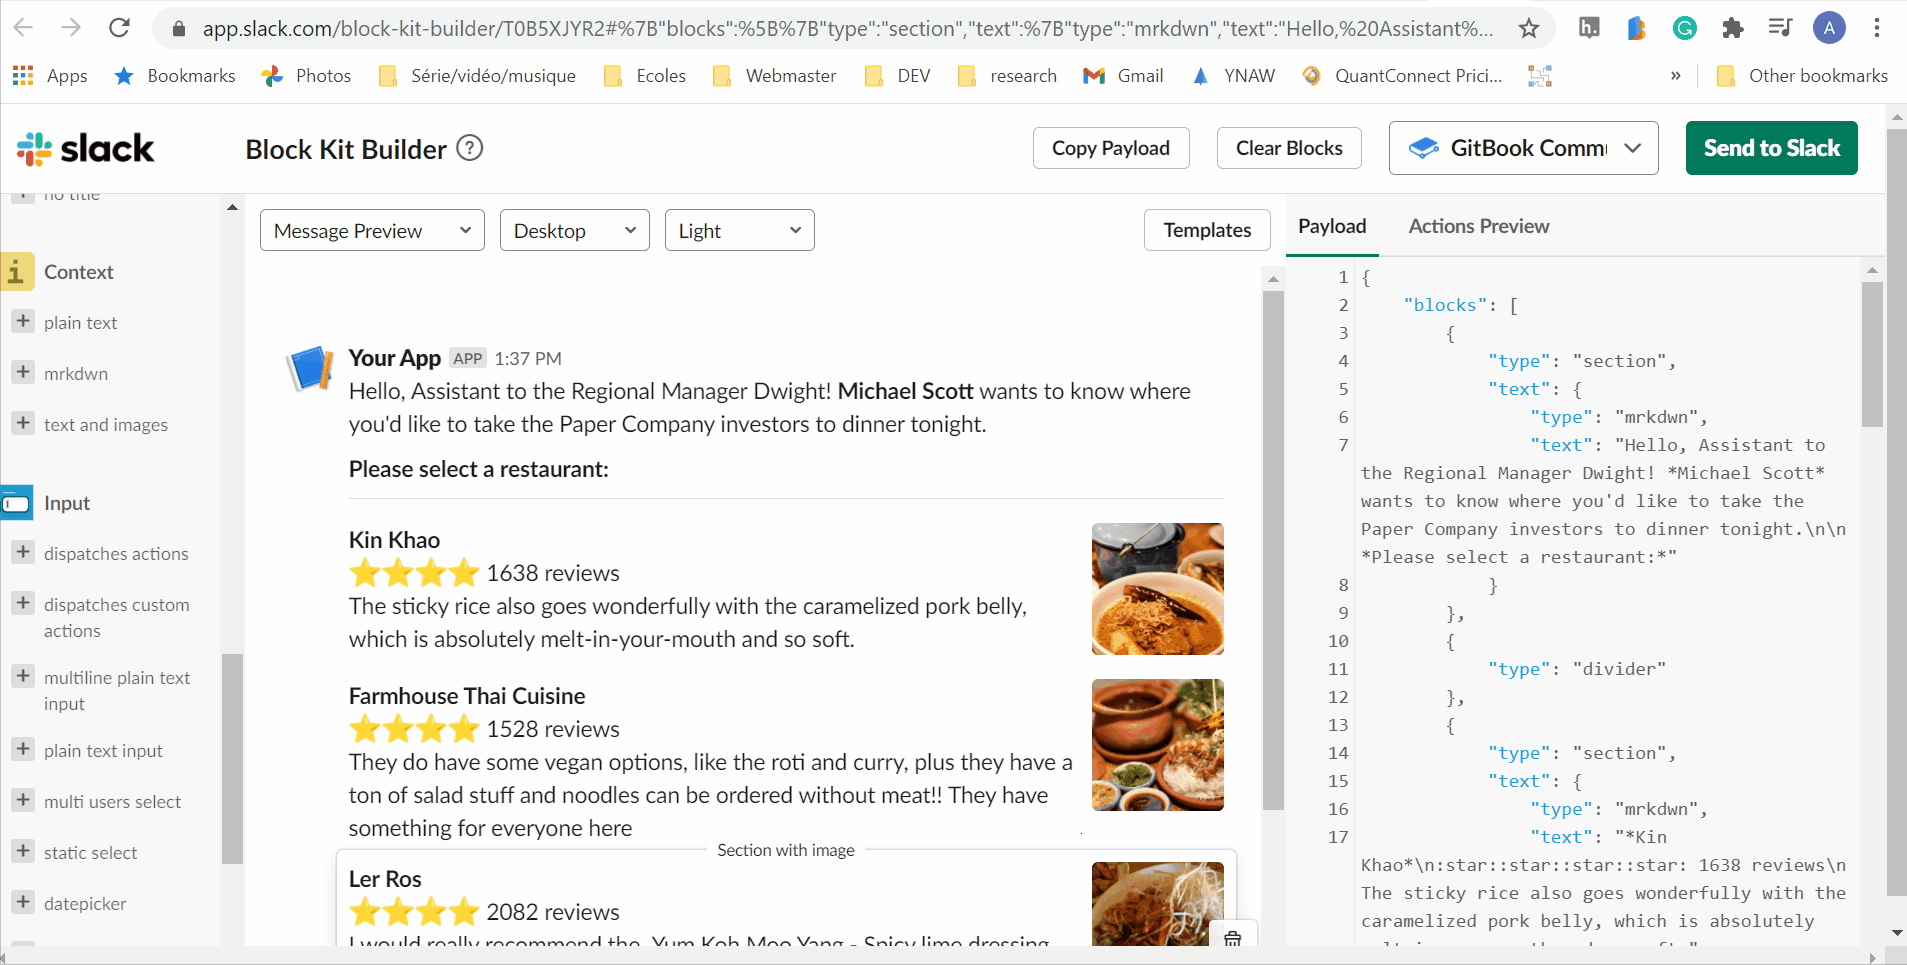 app.slack.com/block-kit-builder/T0B5XJYR2#%7B"blocks":%5B%7B"type":"section","text":%7B"type":"mrkdwn","text":"Hello,%20Assistant%...
h.
G
A
Apps
Bookmarks
Photos
Série/vidéo/musique
Ecoles
Webmaster
DEV
research
Gmail
YNAW
QuantConnect Prici...
»
Other bookmarks
slack
Block Kit Builder ?
Copy Payload
Clear Blocks
GitBook Commu
Send to Slack
no title
Context
+ plain text
+ mrkdwn
+ text and images
Input
+ dispatches actions
+ dispatches custom
actions
+ multiline plain text
input
+ plain text input
+ multi users select
+ static select
+ datepicker
Message Preview
Desktop
Light
Templates
Your App APP 1:37 PM
Hello, Assistant to the Regional Manager Dwight! Michael Scott wants to know where
you'd like to take the Paper Company investors to dinner tonight.
Please select a restaurant:
Kin Khao
1638 reviews
The sticky rice also goes wonderfully with the caramelized pork belly,
which is absolutely melt-in-your-mouth and so soft.
Farmhouse Thai Cuisine
1528 reviews
They do have some vegan options, like the roti and curry, plus they have a
ton of salad stuff and noodles can be ordered without meat!! They have
something for everyone here
Section with image
Ler Ros
2082 reviews
I would really recommend the Yum Koh Moo Yang - Spicy lime dressing
Payload
Actions Preview
1 {
2 "blocks": [
3 {
4 "type": "section",
5 "text": {
6 "type": "mrkdwn",
7 "text": "Hello, Assistant to
the Regional Manager Dwight! *Michael Scott*
wants to know where you'd like to take the
Paper Company investors to dinner tonight.\n\n
*Please select a restaurant:*"
8 }
9 },
10 {
11 "type": "divider"
12 },
13 {
14 "type": "section",
15 "text": {
16 "type": "mrkdwn",
17 "text": "*Kin
Khao*\n:star::star::star::star: 1638 reviews\n
The sticky rice also goes wonderfully with the
caramelized pork belly, which is absolutely